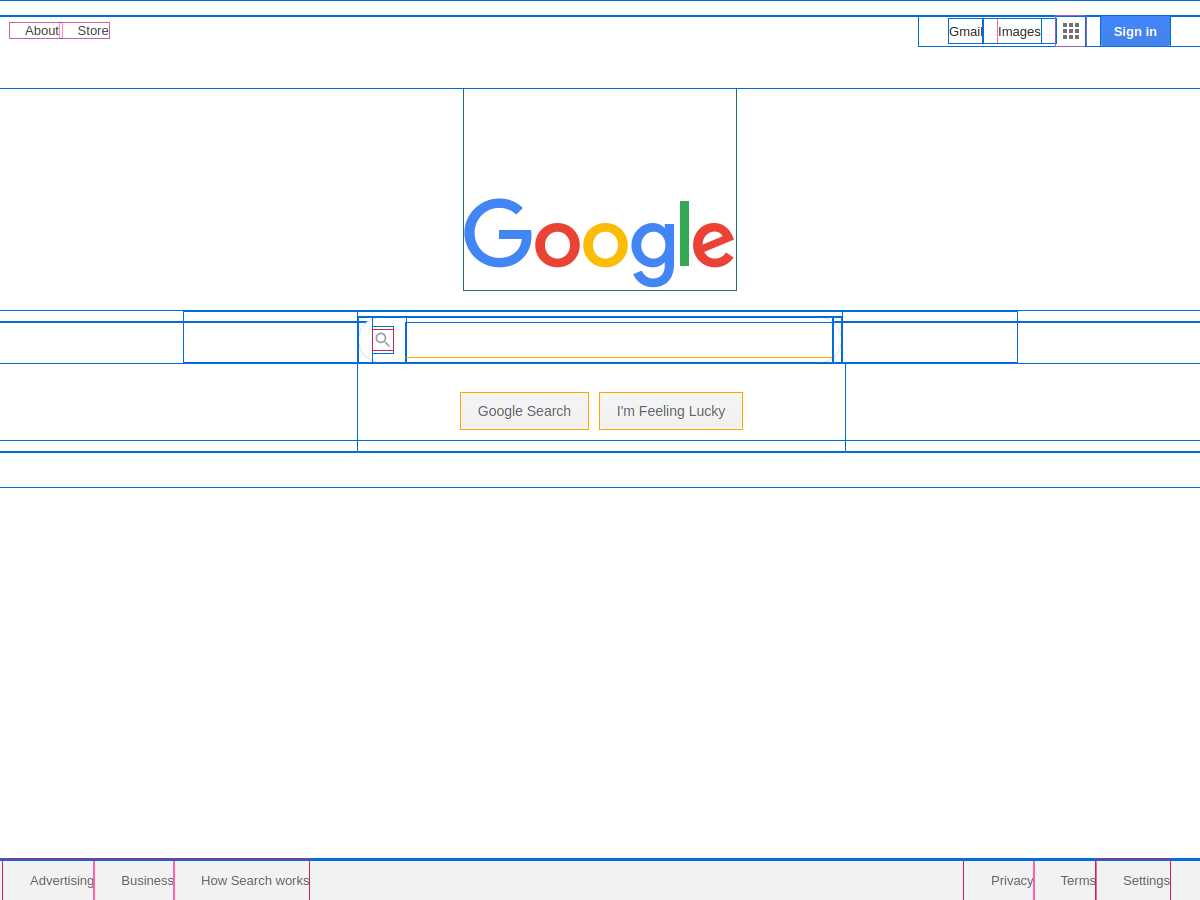 About Store Gmail Images Sign in
Google
Google Search I'm Feeling Lucky
Advertising Business How Search works Privacy Terms Settings